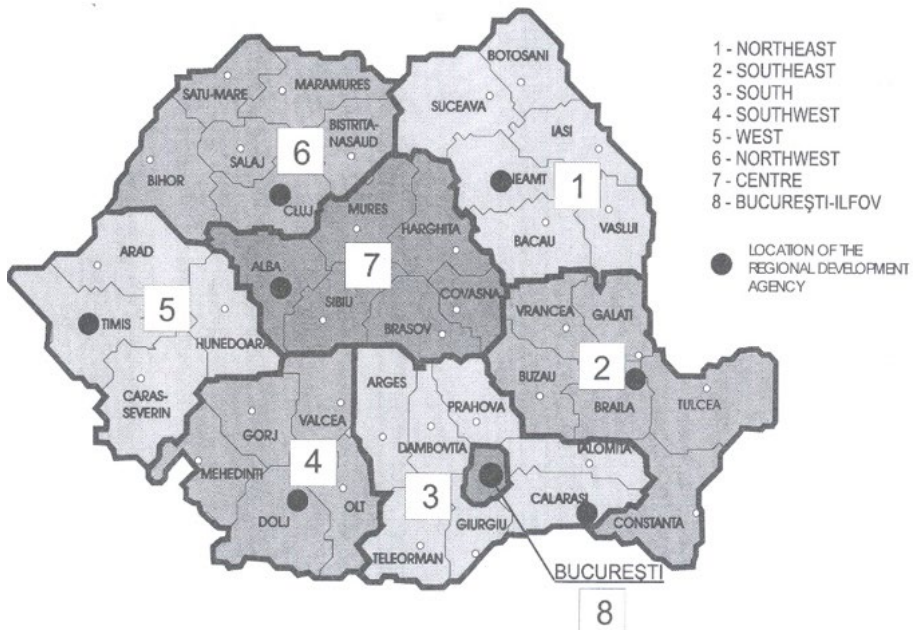 BOTOSANI
SATU-MARE
MARAMURES
SUCEAVA
BISTRITA-
NASAUD
IASI
SALAJ
6
BIHOR
NEAMT
1
CLUJ
MURES
HARGHITA
BACAU
VASLUI
ARAD
ALBA
7
COVASNA
SIBIU
BRASOV
5
TIMIS
HUNEDOARA
VRANCEA
GALATI
BUZAU
2
BRAILA
TULCEA
CARAS-
SEVERIN
ARGES
PRAHOVA
VALCEA
GORJ
DAMBOVITA
IALOMITA
MEHEDINTI
4
3
CALARASI
OLT
DOLJ
GIURGIU
CONSTANTA
TELEORMAN
BUCUREŞTI
8
1 - NORTHEAST
2 - SOUTHEAST
3 - SOUTH
4 - SOUTHWEST
5 - WEST
6 - NORTHWEST
7 - CENTRE
8 - BUCUREŞTI-ILFOV
LOCATION OF THE
REGIONAL DEVELOPMENT
AGENCY